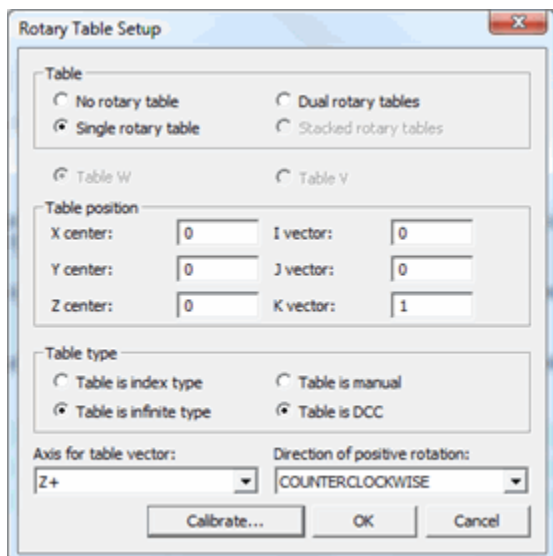 Rotary Table Setup
Table
No rotary table Dual rotary tables
Single rotary table Stacked rotary tables
Table W Table V
Table position
X center: 0 I vector: 0
Y center: 0 J vector: 0
Z center: 0 K vector: 1
Table type
Table is index type Table is manual
Table is infinite type Table is DCC
Axis for table vector: Direction of positive rotation:
Z+ COUNTERCLOCKWISE
Calibrate... OK Cancel